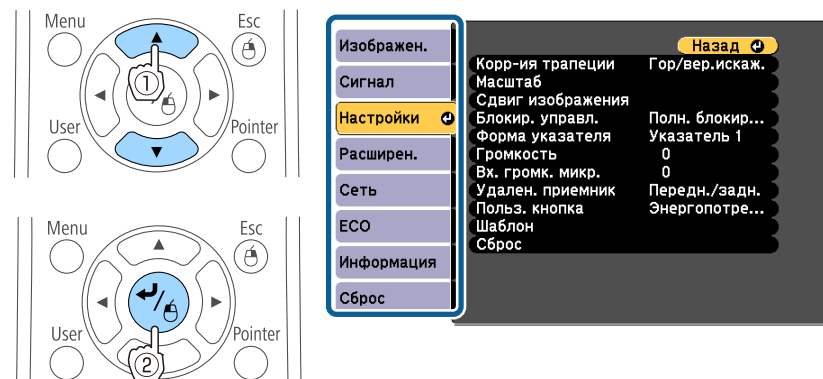 Menu
Esc
①
User
Pointer
Menu
Esc
User
Pointer
②
Изображен.
Сигнал
Настройки
Расширен.
Сеть
ECO
Информация
Сброс
Назад
Корр-ия трапеции Гор/вер.искаж.
Масштаб
Сдвиг изображения
Блокир. управл. Полн. блокир...
Форма указателя Указатель 1
Громкость 0
Вх. громк. микр. 0
Удален. приемник Передн./задн.
Польз. кнопка Энергопотре...
Шаблон
Сброс